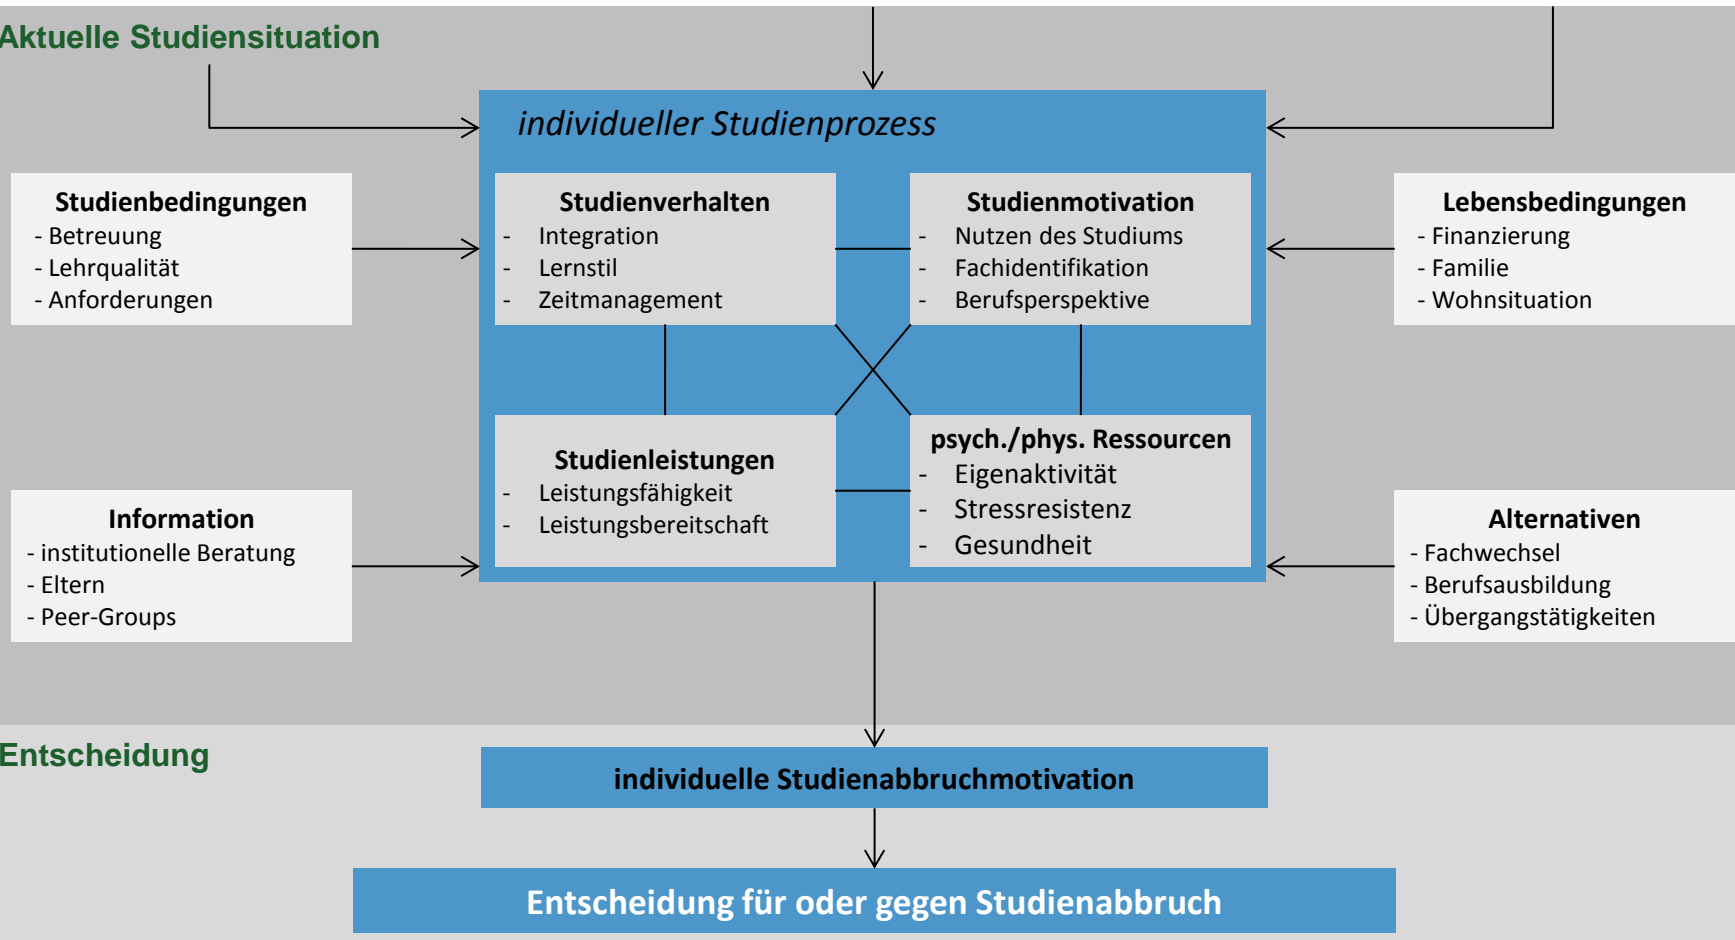 Aktuelle Studiensituation
individueller Studienprozess
Studienbedingungen
- Betreuung
- Lehrqualität
- Anforderungen
Studienverhalten
- Integration
- Lernstil
- Zeitmanagement
Studienmotivation
- Nutzen des Studiums
- Fachidentifikation
- Berufsperspektive
Lebensbedingungen
- Finanzierung
- Familie
- Wohnsituation
Information
- institutionelle Beratung
- Eltern
- Peer-Groups
Studienleistungen
- Leistungsfähigkeit
- Leistungsbereitschaft
psych./phys. Ressourcen
- Eigenaktivität
- Stressresistenz
- Gesundheit
Alternativen
- Fachwechsel
- Berufsausbildung
- Übergangstätigkeiten
Entscheidung
individuelle Studienabbruchmotivation
Entscheidung für oder gegen Studienabbruch